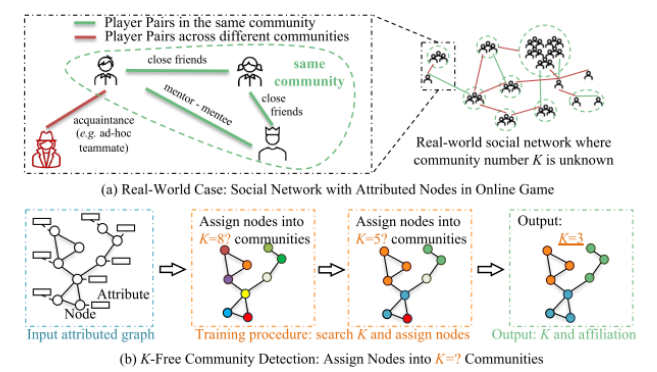 Player Pairs in the same community
Player Pairs across different communities
close friends
same
community
mentor - mentee
close
friends
acquaintance
(e.g. ad-hoc
teammate)
Real-world social network where
community number K is unknown
(a) Real-World Case: Social Network with Attributed Nodes in Online Game
Attribute
Node
Input attributed graph
Assign nodes into
K=8? communities
Assign nodes into
K=5? communities
Training procedure: search K and assign nodes
Output:
K=3
Output: K and affiliation
(b) K-Free Community Detection: Assign Nodes into K=? Communities